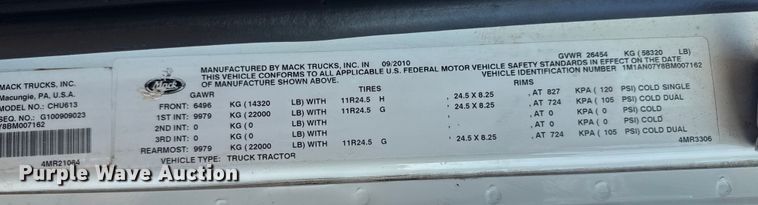 MACK TRUCKS, INC.
Macungie, PA, U.S.A.
MODEL NO.: CHU613
SEQ. NO.: G100909023
Y8BM007162
4MR21064
Mack
MANUFACTURED BY MACK TRUCKS, INC. IN 09/2010 GVWR 26454 KG (58320 LB)
THIS VEHICLE CONFORMS TO ALL APPLICABLE U.S. FEDERAL MOTOR VEHICLE SAFETY STANDARDS IN EFFECT ON THE DATE
OF MANUFACTURE SHOWN ABOVE. VEHICLE IDENTIFICATION NUMBER 1M1AN07Y8BM007162
GAWR TIRES RIMS
FRONT: 6496 KG (14320 LB) WITH 11R24.5 H , 24.5 X 8.25 , AT 827 KPA ( 120 PSI) COLD SINGLE
1ST INT: 9979 KG (22000 LB) WITH 11R24.5 G , 24.5 X 8.25 , AT 724 KPA ( 105 PSI) COLD DUAL
2ND INT: 0 KG (0 LB) WITH , , AT 0 KPA ( 0 PSI) COLD DUAL
3RD INT: 0 KG (0 LB) WITH , , AT 0 KPA ( 0 PSI) COLD DUAL
REARMOST: 9979 KG (22000 LB) WITH 11R24.5 G , 24.5 X 8.25 , AT 724 KPA ( 105 PSI) COLD DUAL
VEHICLE TYPE: TRUCK TRACTOR 4MR3306
Purple Wave Auction